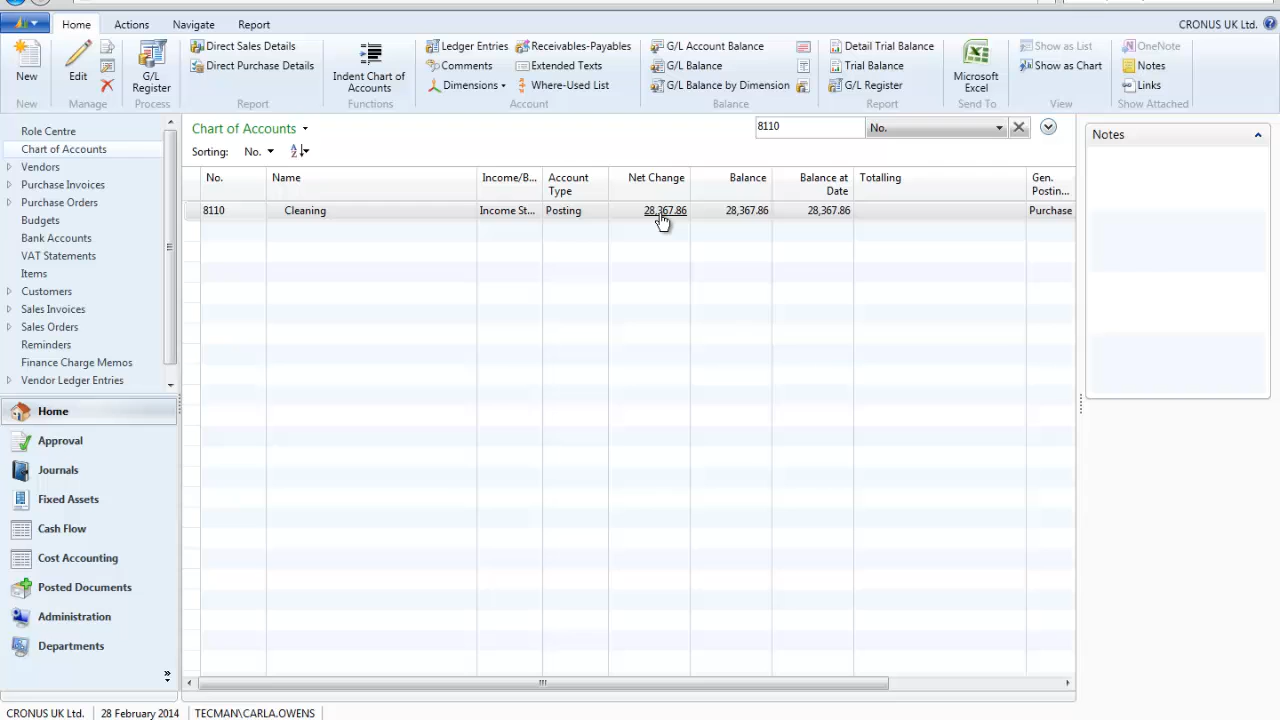 Home Actions Navigate Report CRONUS UK Ltd.
New
New
Edit
Manage
G/L Register
Process
Direct Sales Details
Direct Purchase Details
Report
Indent Chart of Accounts
Functions
Ledger Entries Receivables-Payables
Comments Extended Texts
Dimensions Where-Used List
Account
G/L Account Balance
G/L Balance
G/L Balance by Dimension
Balance
Detail Trial Balance
Trial Balance
G/L Register
Report
Microsoft Excel
Send To
Show as List
Show as Chart
View
OneNote
Notes
Links
Show Attached
Role Centre
Chart of Accounts
Vendors
Purchase Invoices
Purchase Orders
Budgets
Bank Accounts
VAT Statements
Items
Customers
Sales Invoices
Sales Orders
Reminders
Finance Charge Memos
Vendor Ledger Entries
Home
Approval
Journals
Fixed Assets
Cash Flow
Cost Accounting
Posted Documents
Administration
Departments
Chart of Accounts 8110 No.
Sorting: No.
No. Name Income/B... Account Type Net Change Balance Balance at Date Totalling Gen. Postin...
8110 Cleaning Income St... Posting 28,367.86 28,367.86 28,367.86 Purchase
Notes
CRONUS UK Ltd. 28 February 2014 TECMAN\CARLA.OWENS